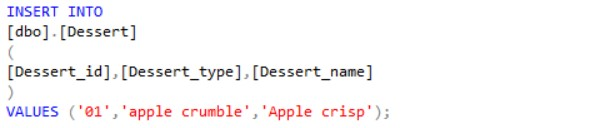 INSERT INTO
[dbo].[Dessert]
(
[Dessert_id],[Dessert_type],[Dessert_name]
)
VALUES ('01','apple crumble','Apple crisp');